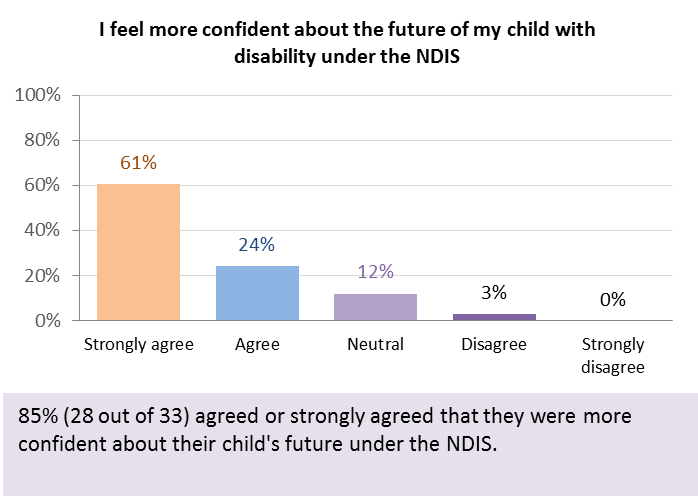 I feel more confident about the future of my child with
disability under the NDIS
100%
80%
60%
40%
20%
0%
61%
24%
12%
3%
0%
Strongly agree
Agree
Neutral
Disagree
Strongly
disagree
85% (28 out of 33) agreed or strongly agreed that they were more
confident about their child's future under the NDIS.